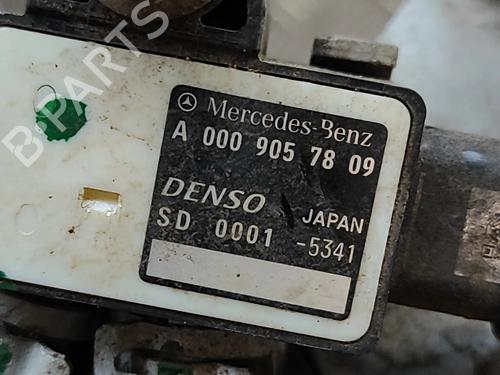 Mercedes-Benz
A 000 905 78 09
DENSO
JAPAN
SD 0001 -5341
B-PARTS